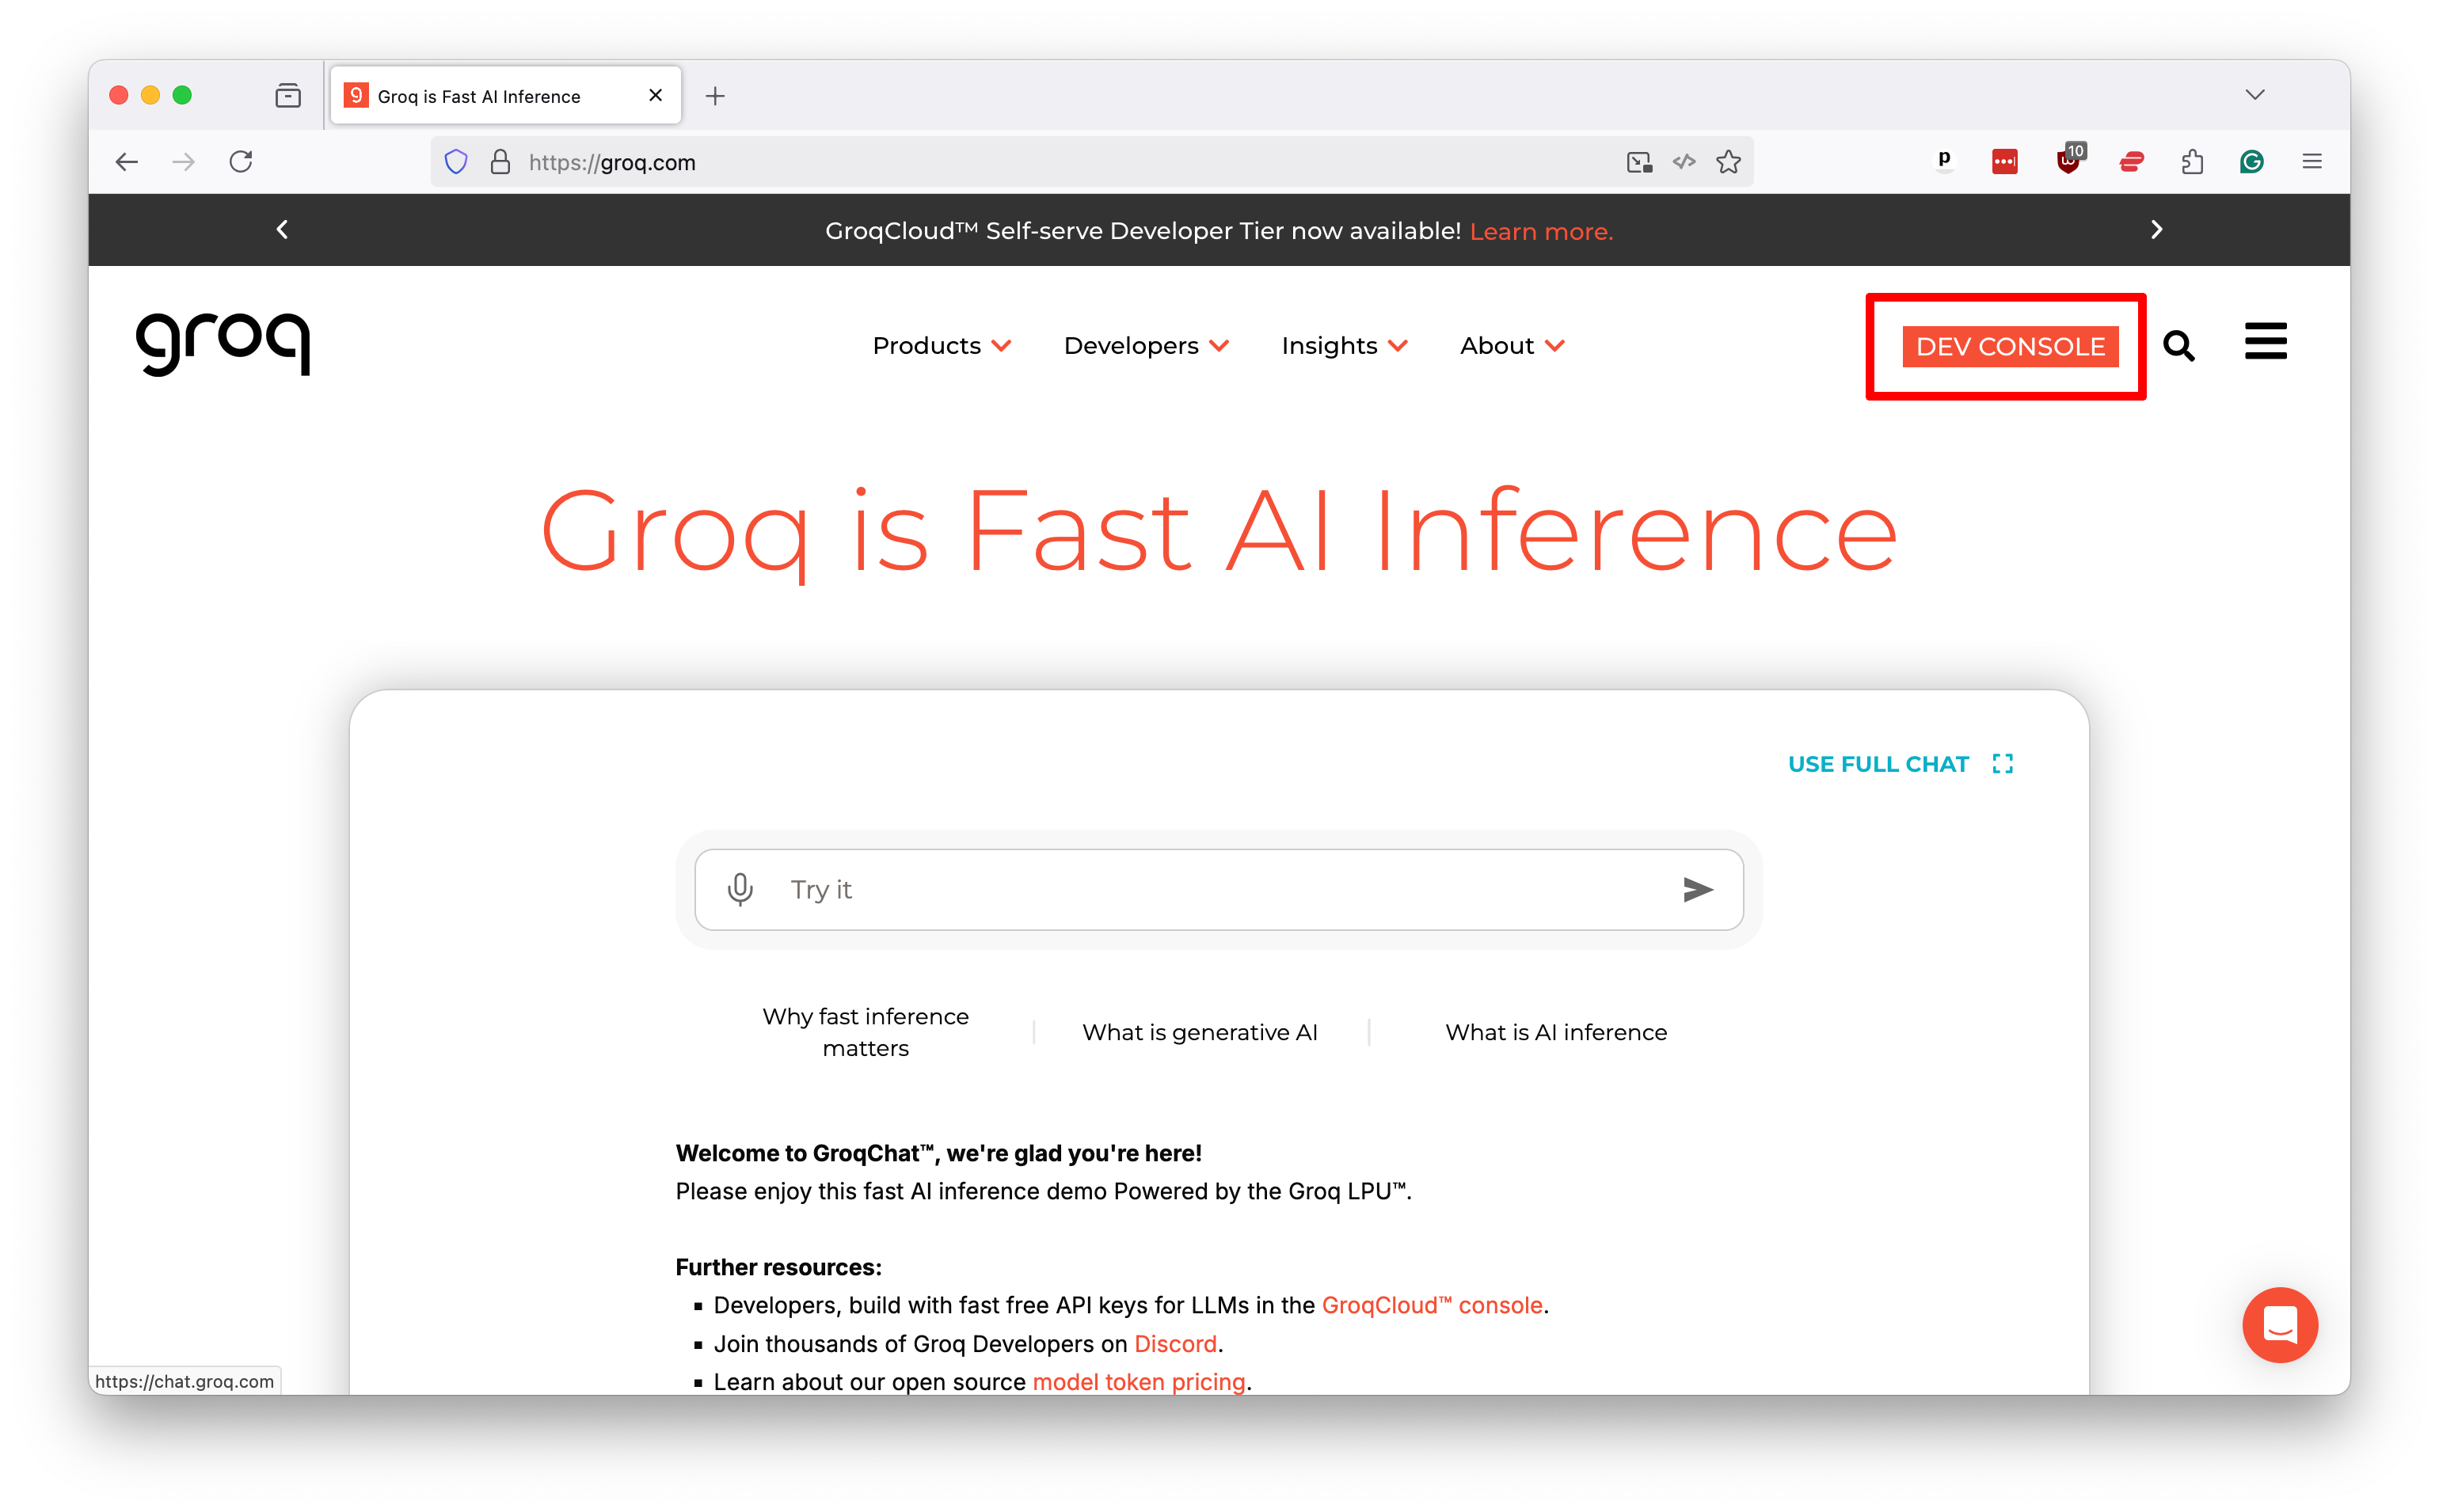 Groq is Fast AI Inference
https://groq.com
10
GroqCloud™ Self-serve Developer Tier now available! Learn more.
groq
Products Developers Insights About DEV CONSOLE
Groq is Fast AI Inference
USE FULL CHAT
Try it
Why fast inference
matters
What is generative AI
What is AI inference
Welcome to GroqChat™, we're glad you're here!
Please enjoy this fast AI inference demo Powered by the Groq LPU™.
Further resources:
▪ Developers, build with fast free API keys for LLMs in the GroqCloud™ console.
▪ Join thousands of Groq Developers on Discord.
▪ Learn about our open source model token pricing.
https://chat.groq.com